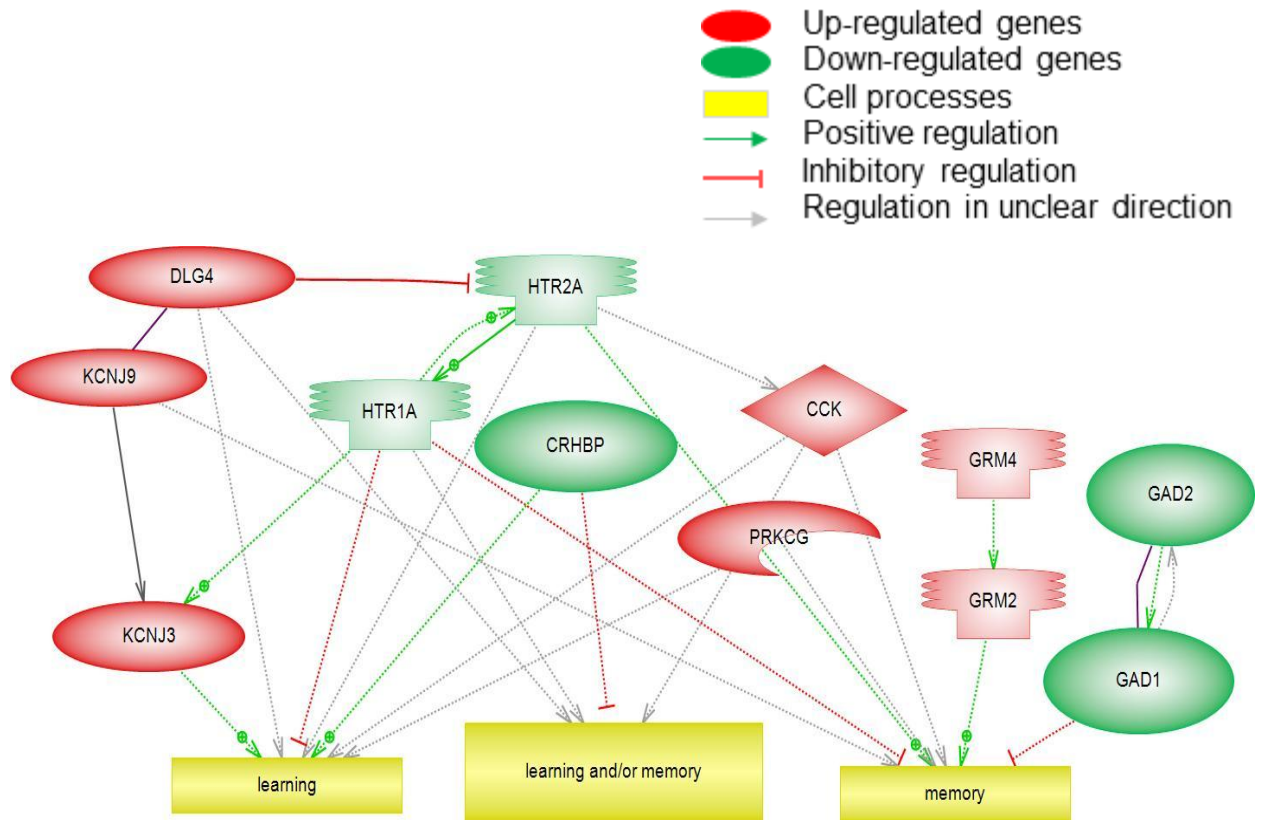 Up-regulated genes
Down-regulated genes
Cell processes
Positive regulation
Inhibitory regulation
Regulation in unclear direction
DLG4
HTR2A
KCNJ9
HTR1A
CCK
CRHBP
GRM4
GAD2
PRKCG
GRM2
KCNJ3
GAD1
learning
learning and/or memory
memory